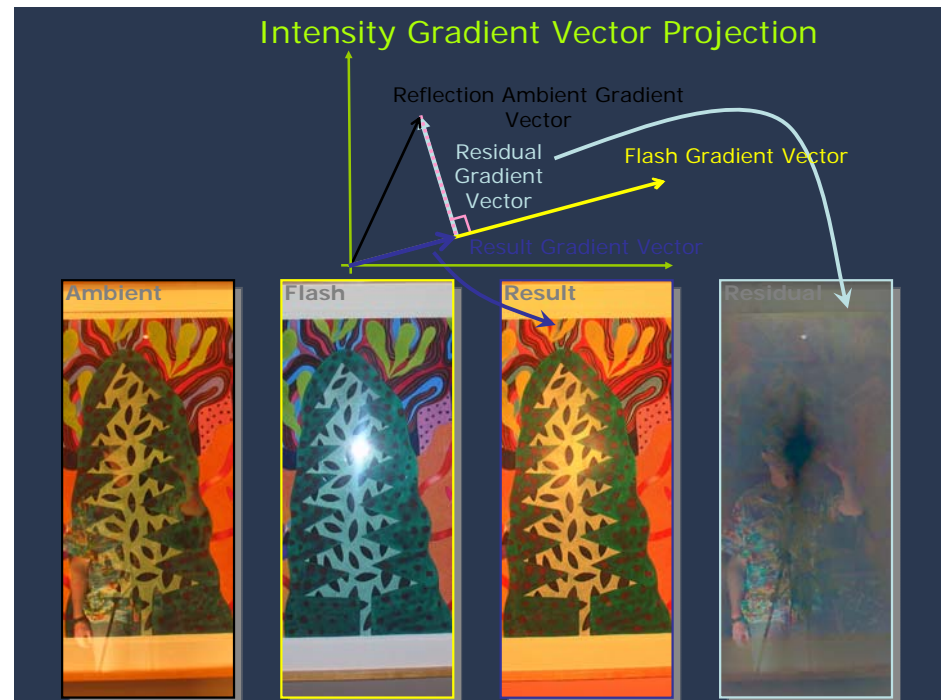 Intensity Gradient Vector Projection
Reflection Ambient Gradient
Vector
Residual
Gradient
Vector
Flash Gradient Vector
Result Gradient Vector
Ambient
Flash
Result
Residual